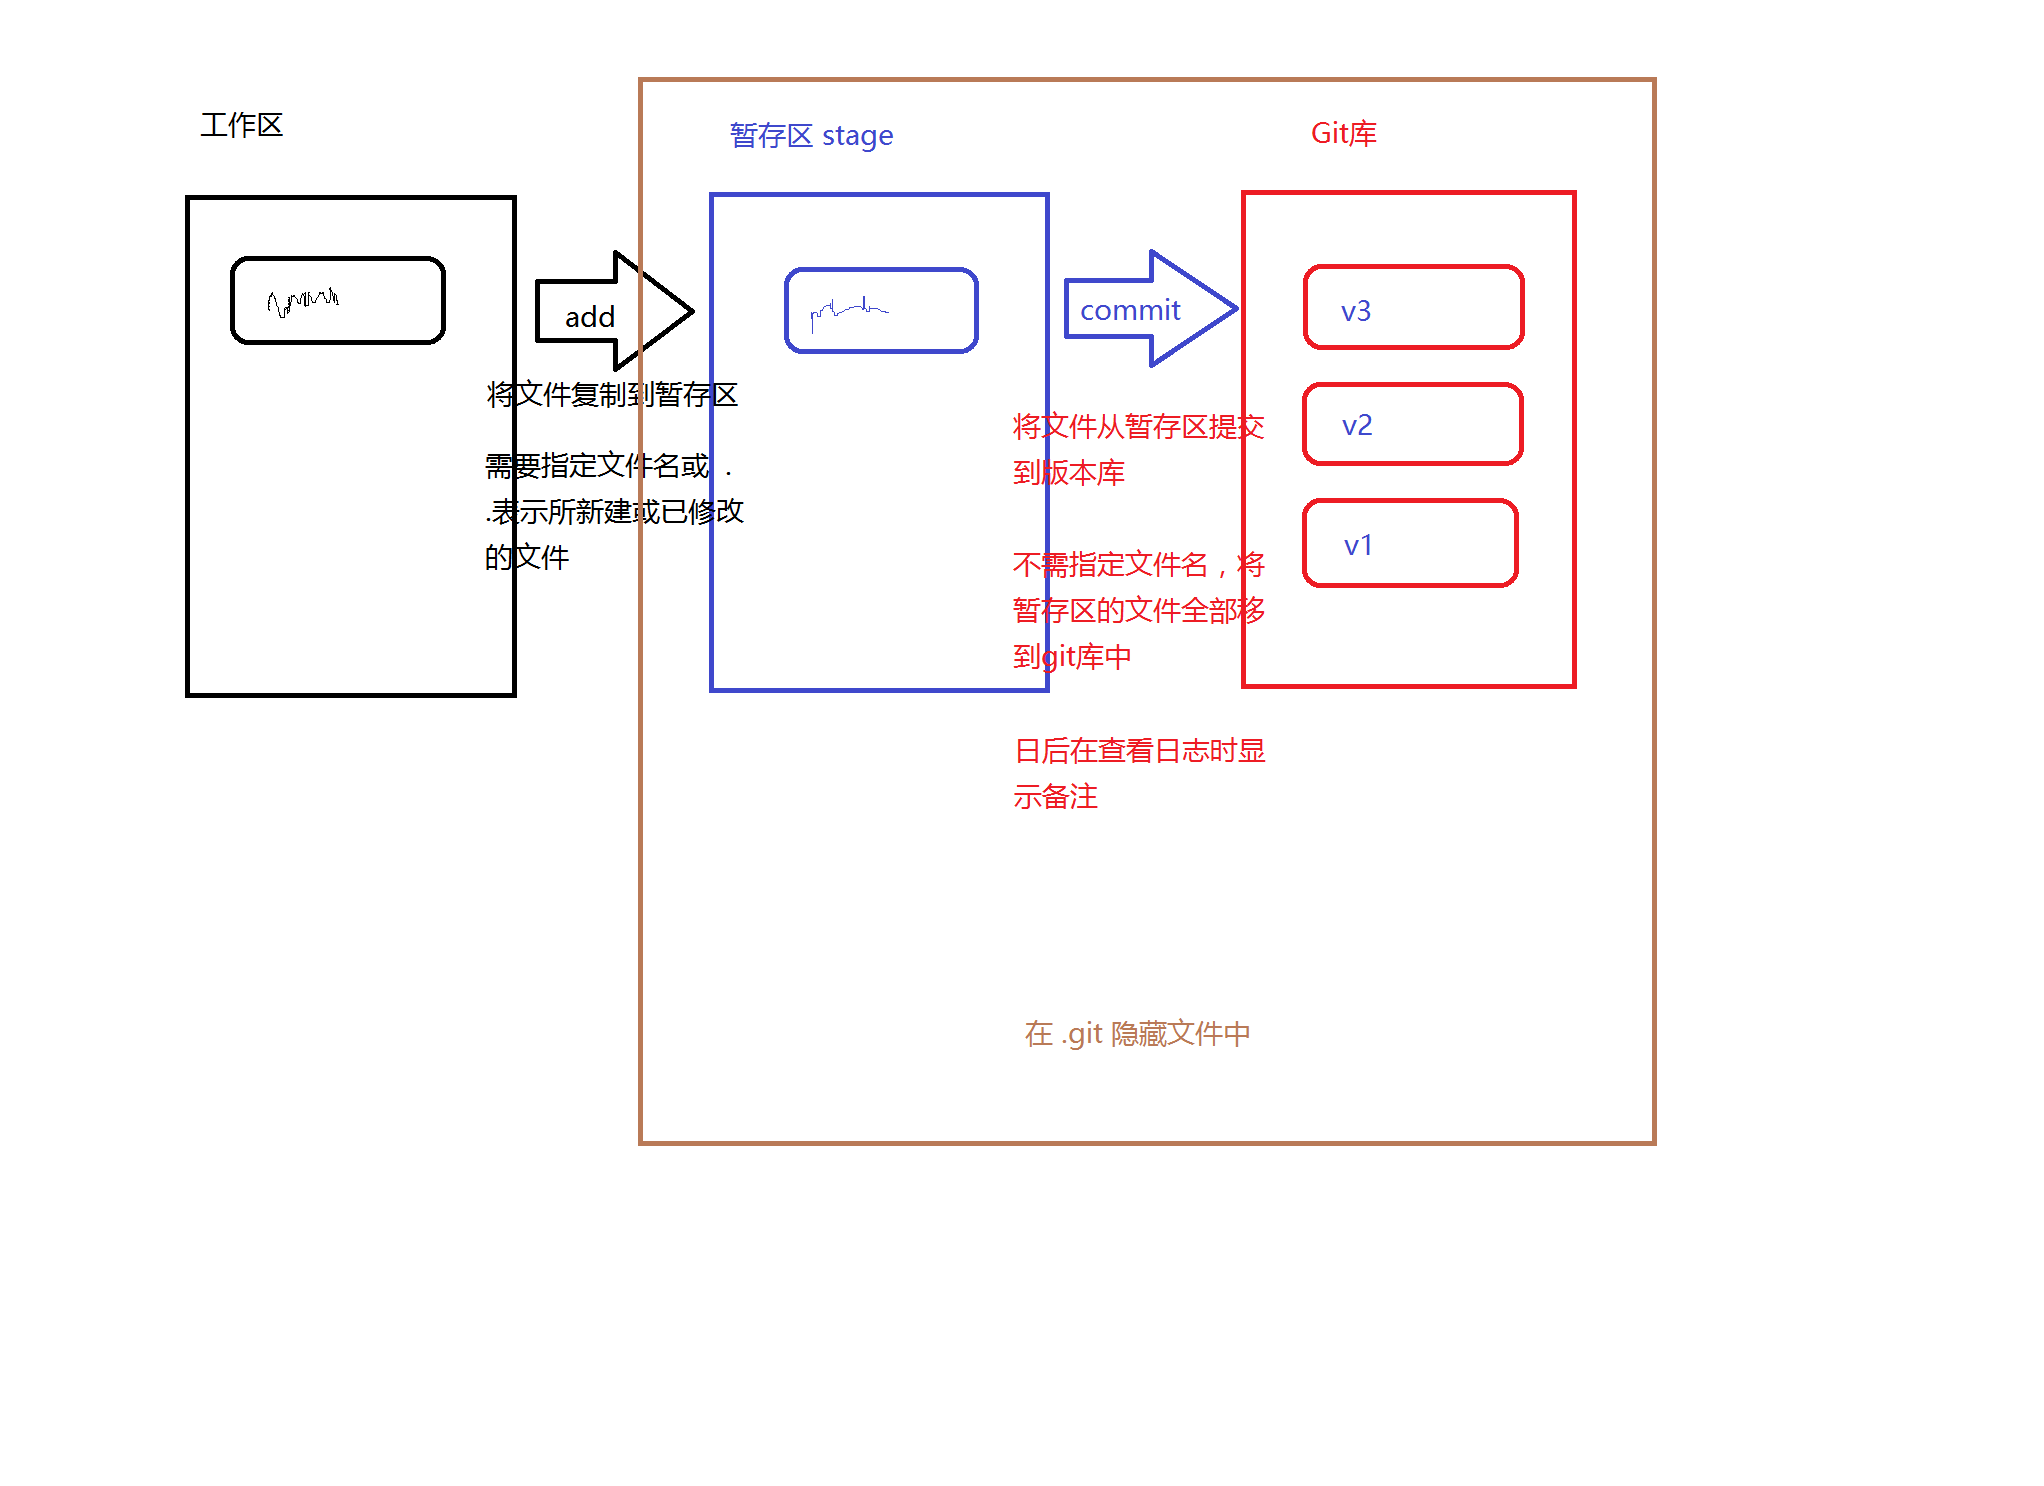 工作区
暂存区 stage
Git库
add
commit
v3
v2
v1
将文件复制到暂存区
需要指定文件名或 .
.表示所新建或已修改
的文件
将文件从暂存区提交
到版本库
不需指定文件名，将
暂存区的文件全部移
到git库中
日后在查看日志时显
示备注
在 .git 隐藏文件中